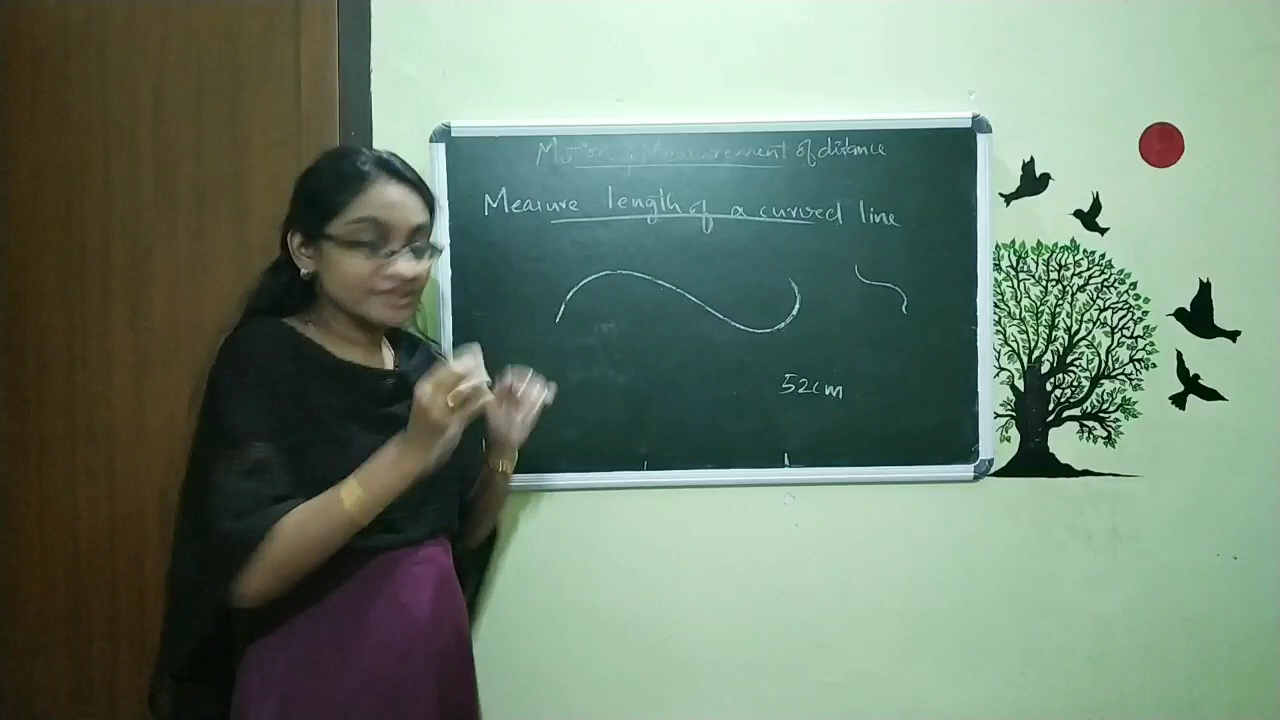 Motion, Measurement of distance
Measure length of a curved line
52cm